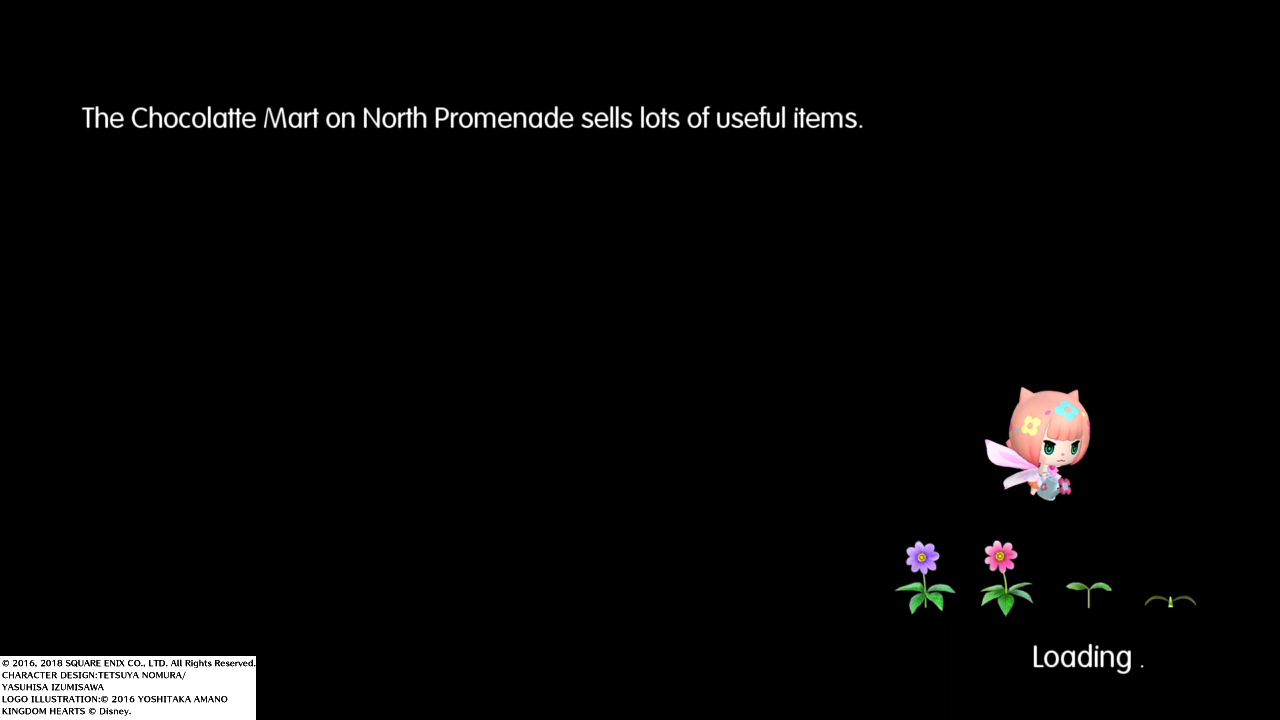 The Chocolatte Mart on North Promenade sells lots of useful items.
Loading .
© 2016, 2018 SQUARE ENIX CO., LTD. All Rights Reserved.
CHARACTER DESIGN:TETSUYA NOMURA/
YASUHISA IZUMISAWA
LOGO ILLUSTRATION:© 2016 YOSHITAKA AMANO
KINGDOM HEARTS © Disney.